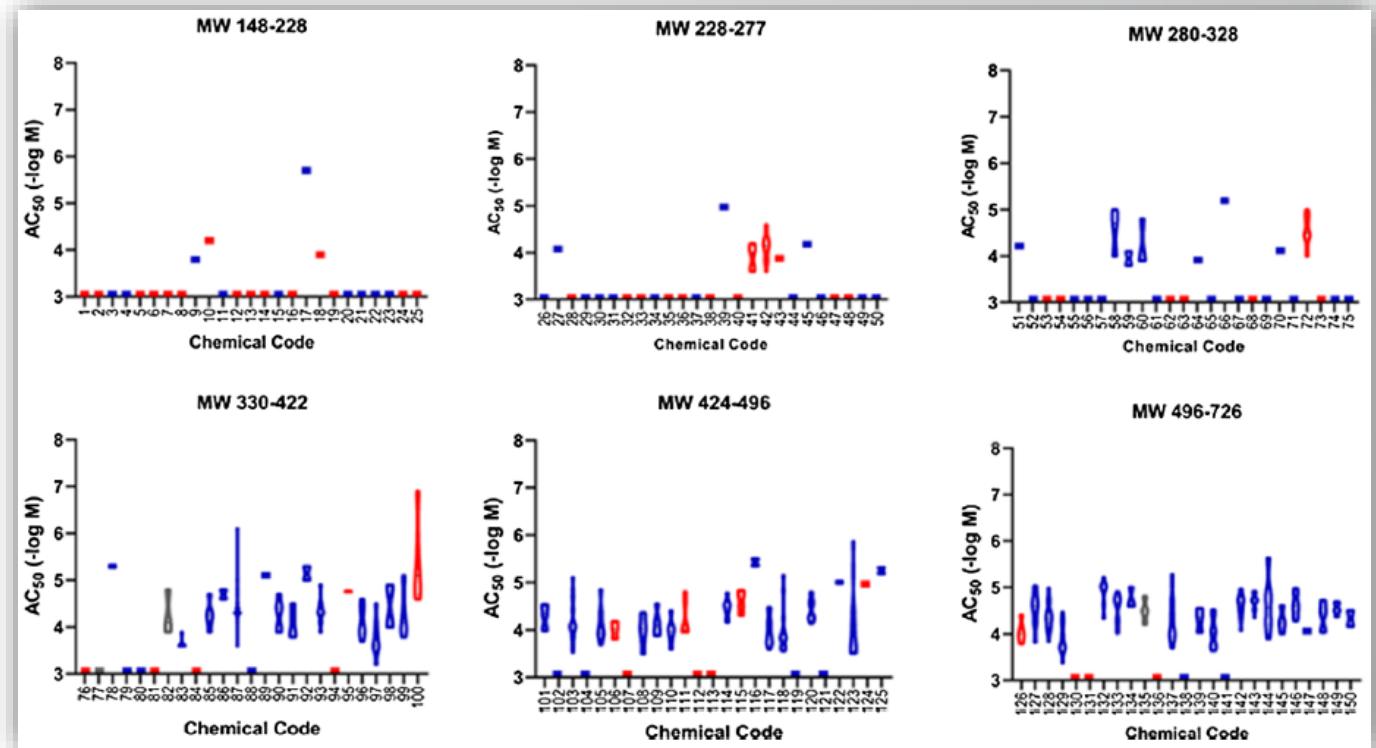 MW 148-228
AC50 (-log M)
8
7
6
5
4
3
1 2 3 4 5 6 7 8 9 10 11 12 13 14 15 16 17 18 19 20 21 22 23 24 25
Chemical Code
MW 228-277
AC50 (-log M)
8
7
6
5
4
3
26 27 28 29 30 31 32 33 34 35 36 37 38 39 40 41 42 43 44 45 46 47 48 49 50
Chemical Code
MW 280-328
AC50 (-log M)
8
7
6
5
4
3
51 52 53 54 55 56 57 58 59 60 61 62 63 64 65 66 67 68 69 70 71 72 73 74 75
Chemical Code
MW 330-422
AC50 (-log M)
8
7
6
5
4
3
76 77 78 79 80 81 82 83 84 85 86 87 88 89 90 91 92 93 94 95 96 97 98 99 100
Chemical Code
MW 424-496
AC50 (-log M)
8
7
6
5
4
3
101 102 103 104 105 106 107 108 109 110 111 112 113 114 115 116 117 118 119 120 121 122 123 124 125
Chemical Code
MW 496-726
AC50 (-log M)
8
7
6
5
4
3
126 127 128 129 130 131 132 133 134 135 136 137 138 139 140 141 142 143 144 145 146 147 148 149 150
Chemical Code